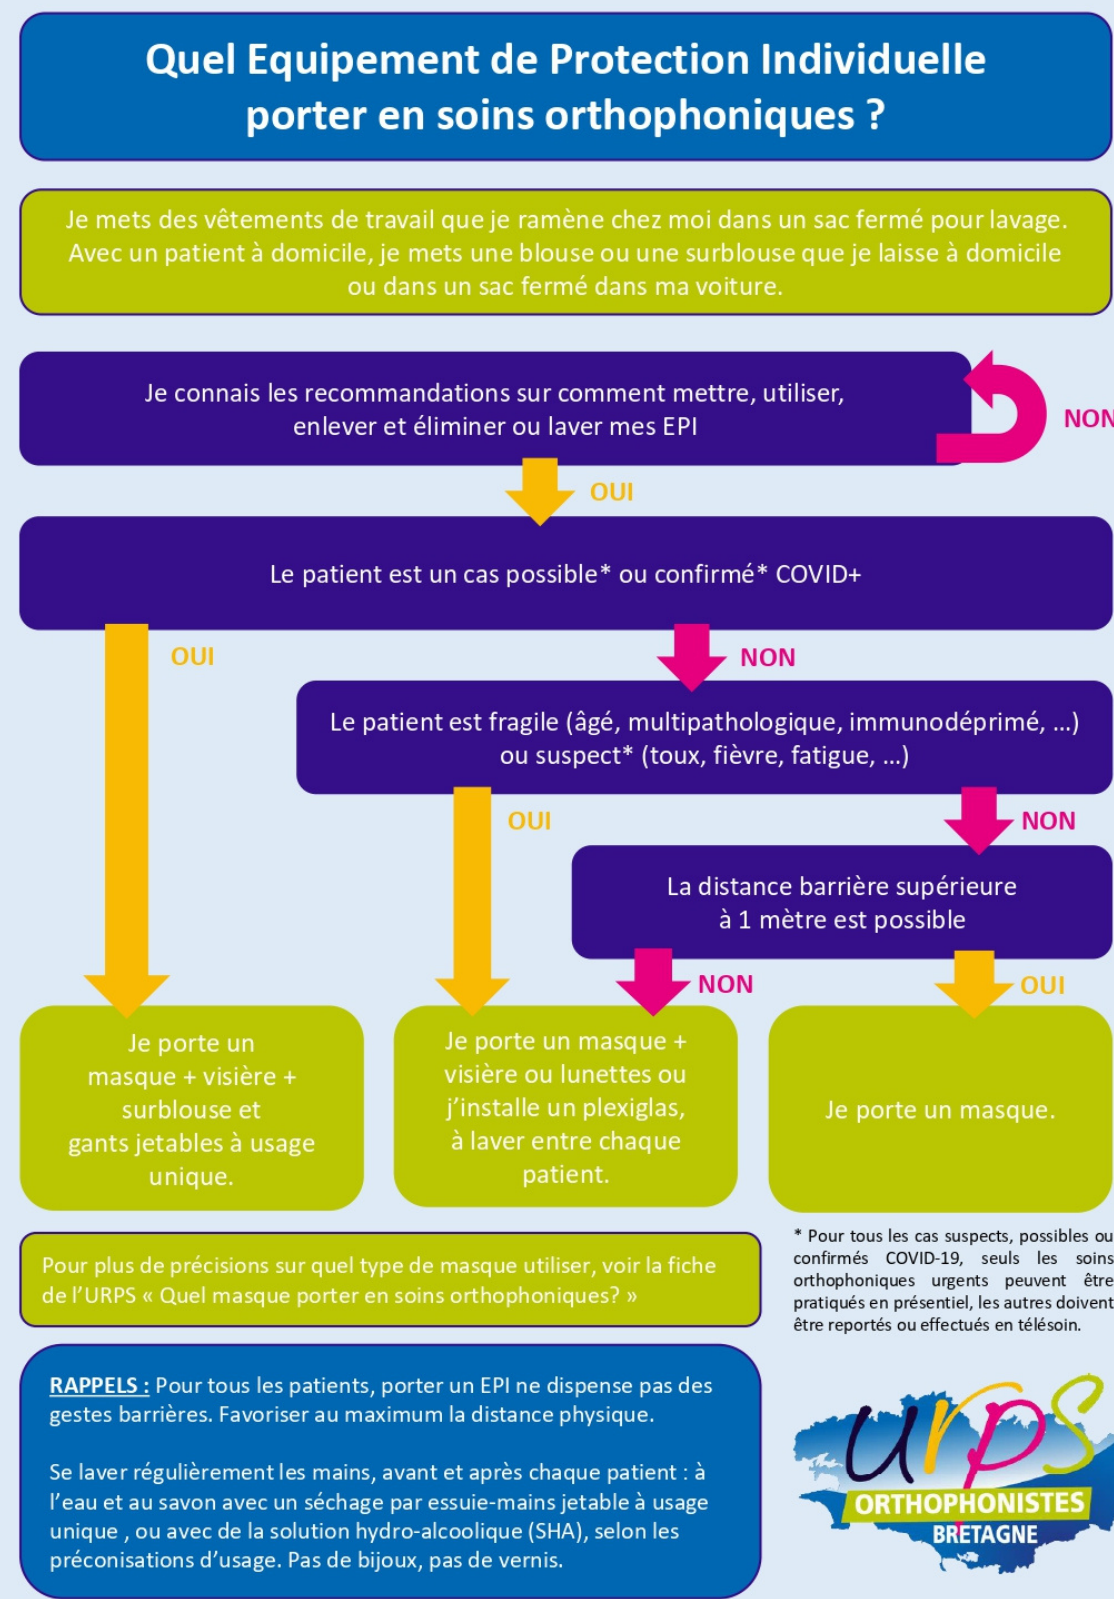 Quel Equipement de Protection Individuelle
porter en soins orthophoniques ?
Je mets des vêtements de travail que je ramène chez moi dans un sac fermé pour lavage.
Avec un patient à domicile, je mets une blouse ou une surblouse que je laisse à domicile
ou dans un sac fermé dans ma voiture.
Je connais les recommandations sur comment mettre, utiliser,
enlever et éliminer ou laver mes EPI
NON
OUI
Le patient est un cas possible* ou confirmé* COVID+
OUI
NON
Le patient est fragile (âgé, multipathologique, immunodéprimé, ...)
ou suspect* (toux, fièvre, fatigue, ...)
OUI
NON
La distance barrière supérieure
à 1 mètre est possible
NON
OUI
Je porte un
masque + visière +
surblouse et
gants jetables à usage
unique.
Je porte un masque +
visière ou lunettes ou
j’installe un plexiglas,
à laver entre chaque
patient.
Je porte un masque.
Pour plus de précisions sur quel type de masque utiliser, voir la fiche
de l’URPS « Quel masque porter en soins orthophoniques? »
* Pour tous les cas suspects, possibles ou
confirmés COVID-19, seuls les soins
orthophoniques urgents peuvent être
pratiqués en présentiel, les autres doivent
être reportés ou effectués en télésoin.
RAPPELS : Pour tous les patients, porter un EPI ne dispense pas des
gestes barrières. Favoriser au maximum la distance physique.
Se laver régulièrement les mains, avant et après chaque patient : à
l’eau et au savon avec un séchage par essuie-mains jetable à usage
unique , ou avec de la solution hydro-alcoolique (SHA), selon les
préconisations d’usage. Pas de bijoux, pas de vernis.
urps
ORTHOPHONISTES
BRETAGNE